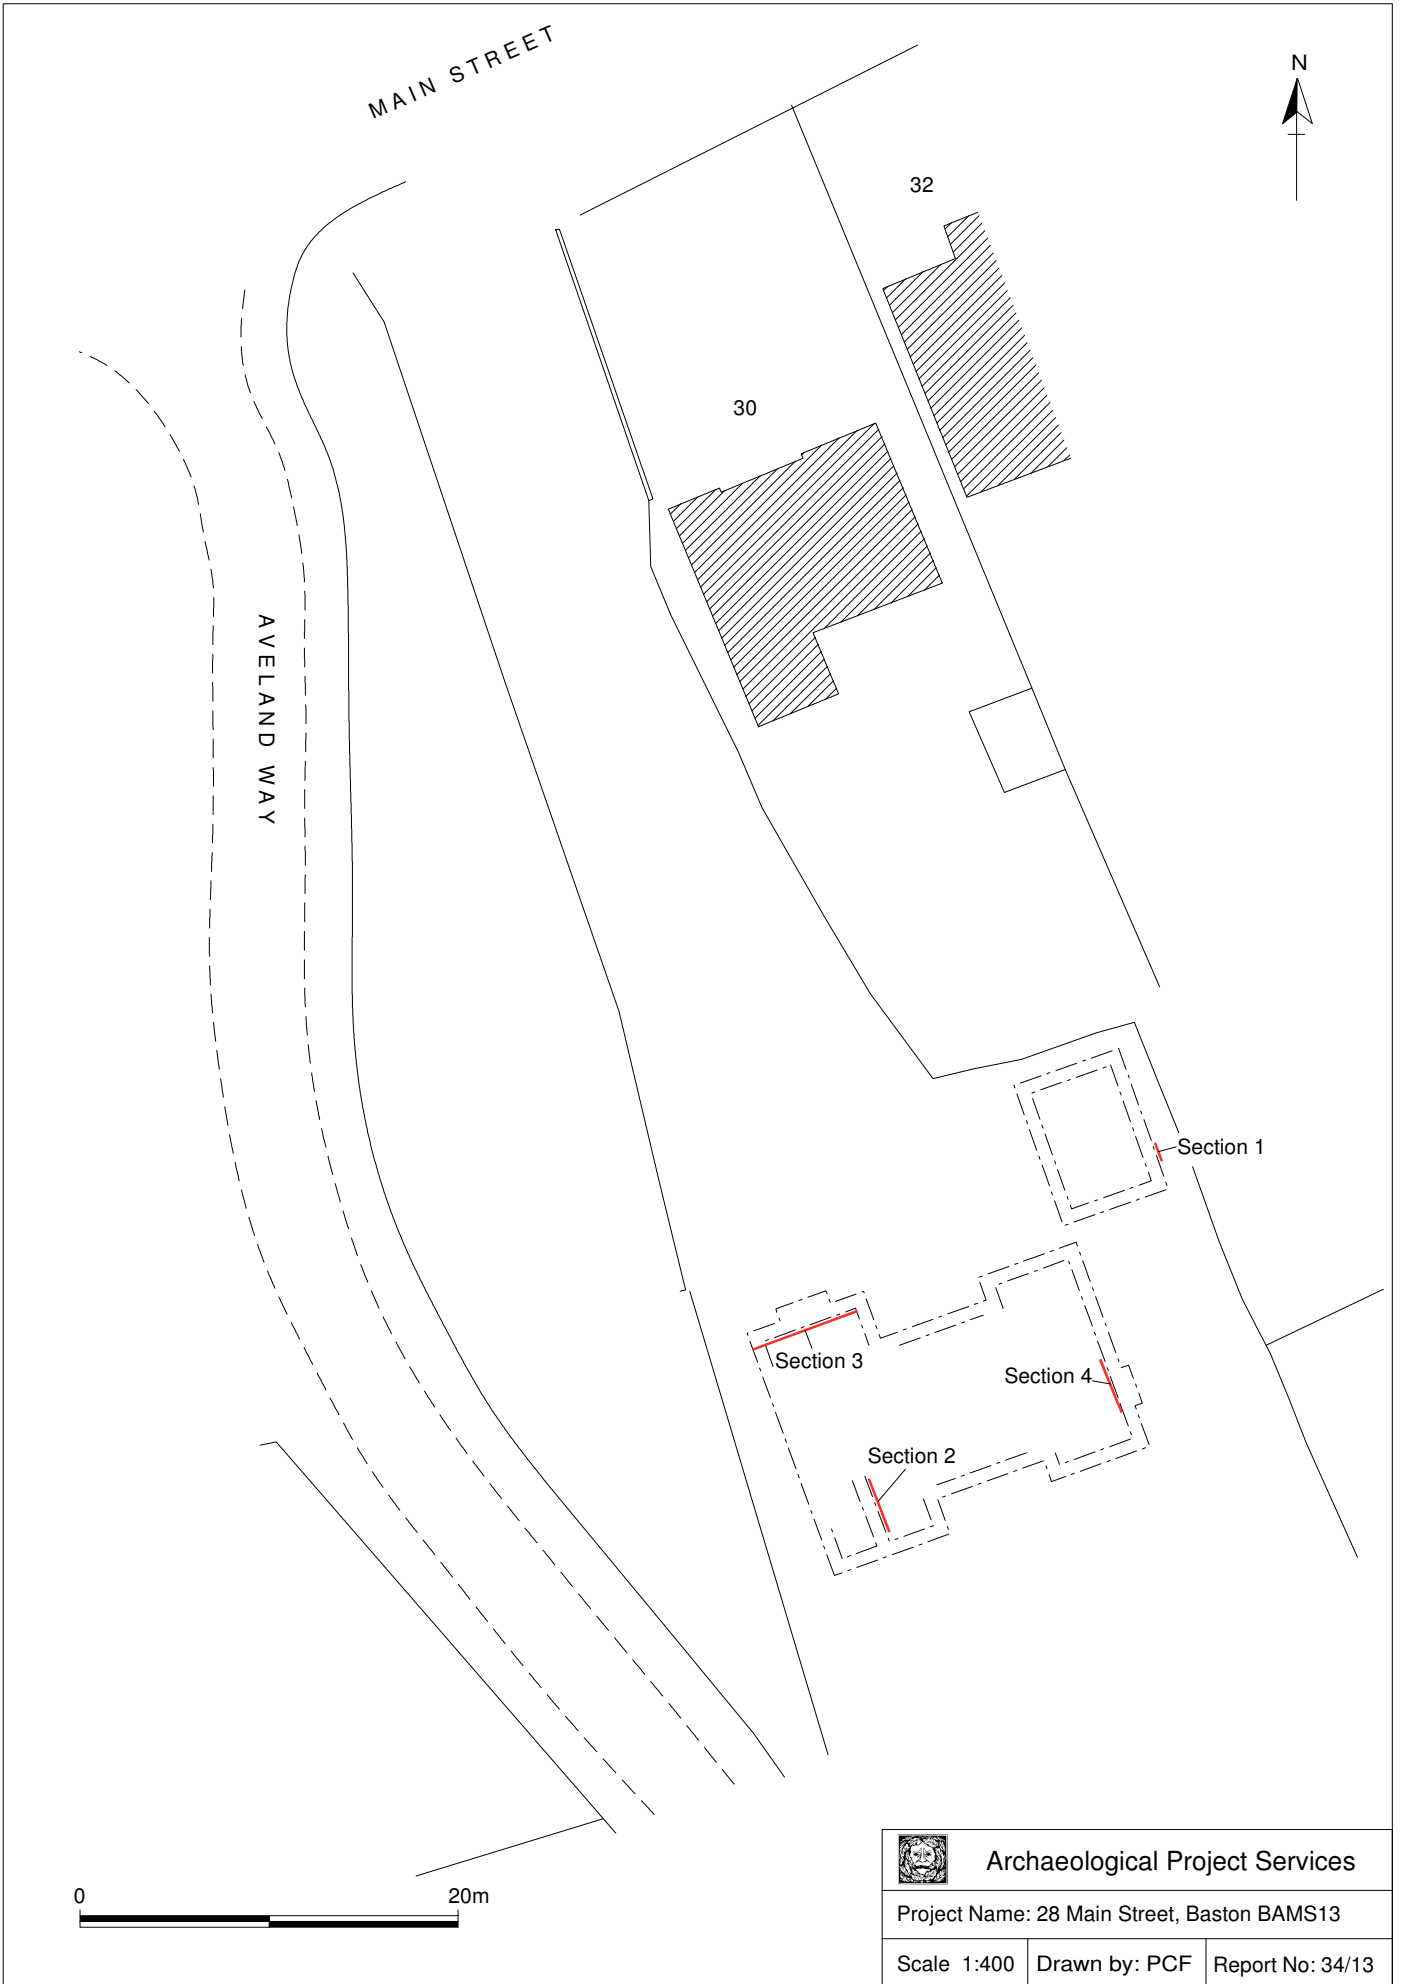 MAIN STREET
N
32
30
AVELAND WAY
Section 1
Section 3
Section 4
Section 2
0 20m
Archaeological Project Services
Project Name: 28 Main Street, Baston BAMS13
Scale 1:400 Drawn by: PCF Report No: 34/13